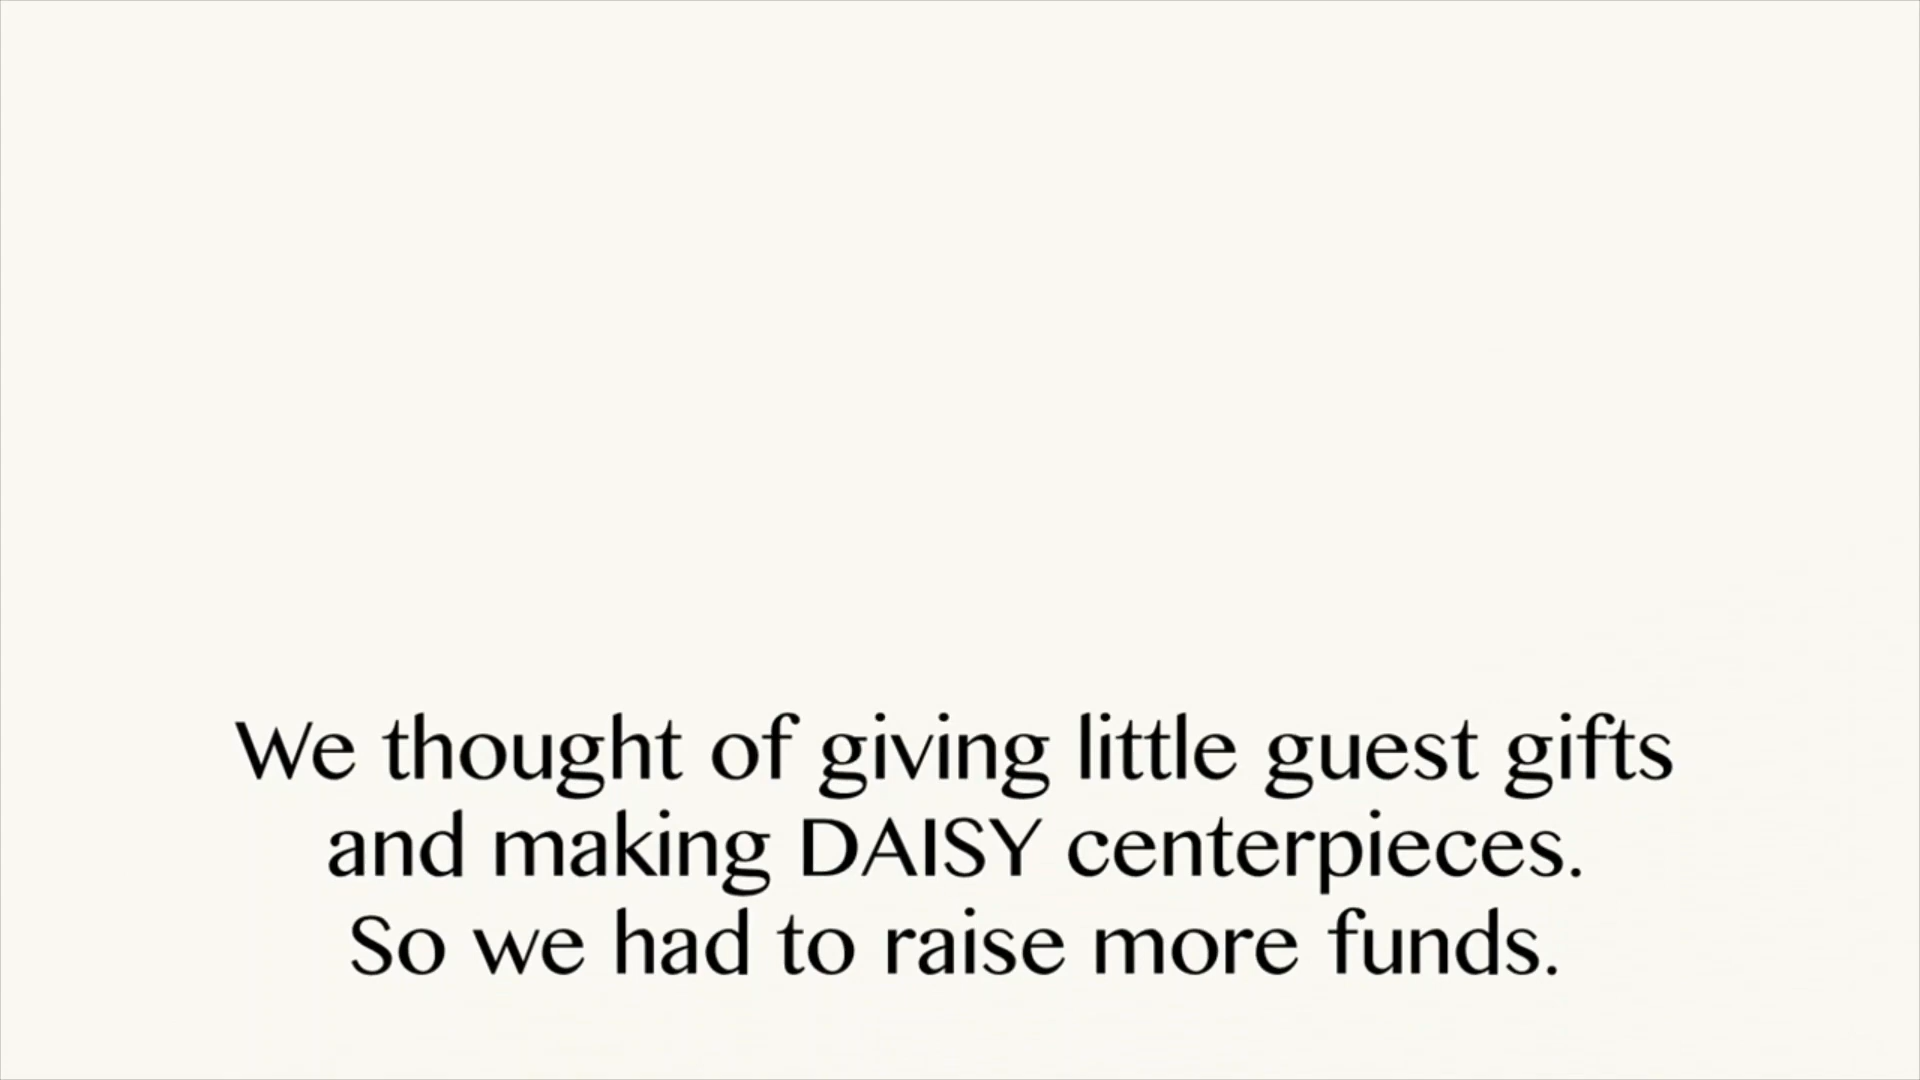 We thought of giving little guest gifts
and making DAISY centerpieces.
So we had to raise more funds.